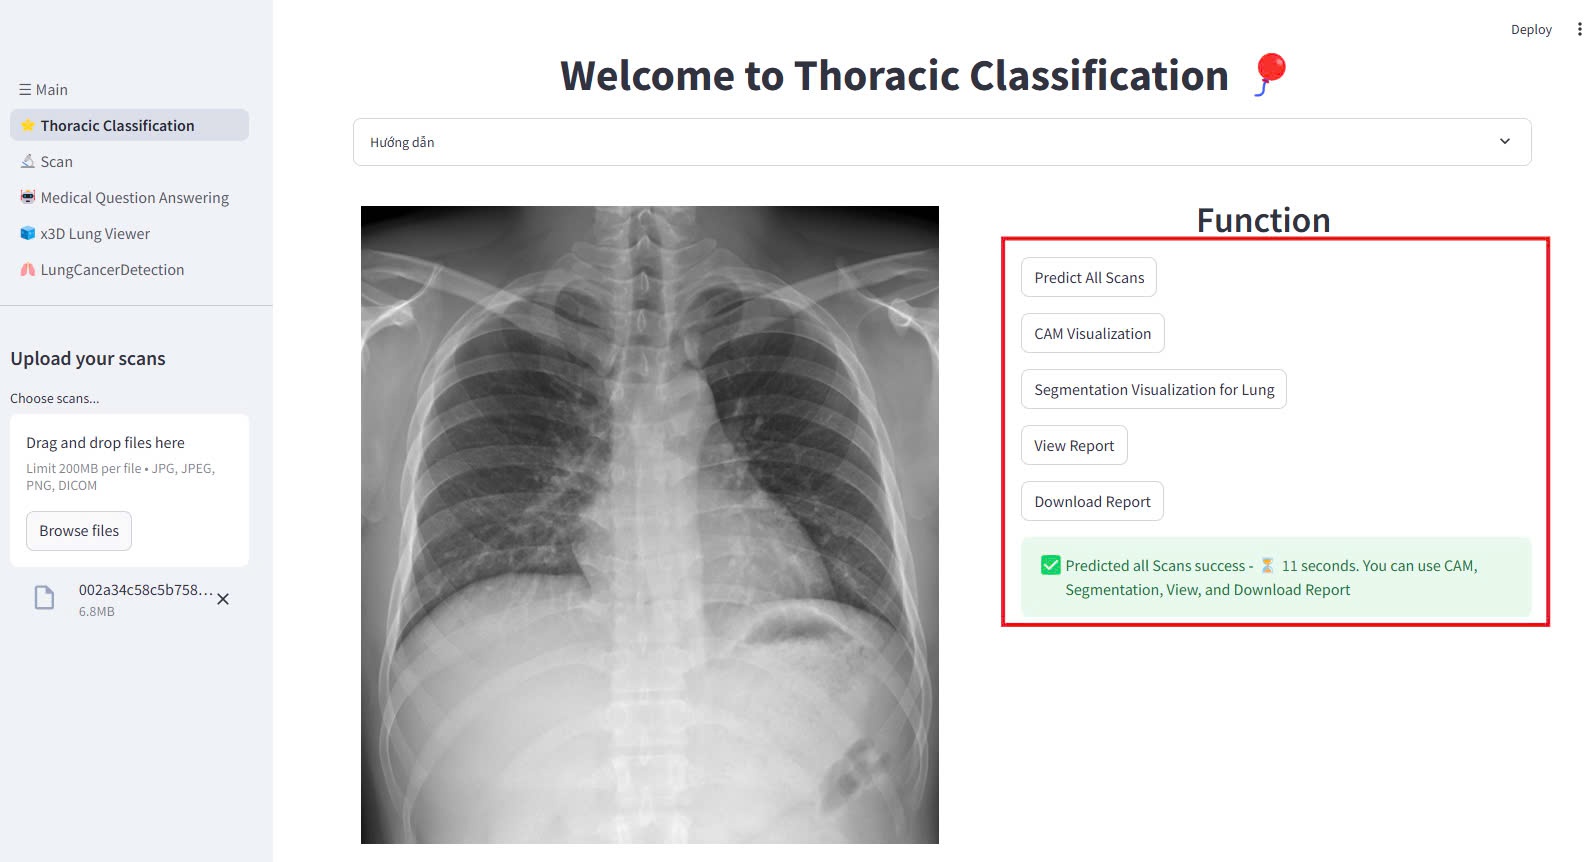 Deploy
Main
Thoracic Classification
Scan
Medical Question Answering
x3D Lung Viewer
LungCancerDetection
Upload your scans
Choose scans...
Drag and drop files here
Limit 200MB per file • JPG, JPEG,
PNG, DICOM
Browse files
002a34c58c5b758...
6.8MB
Welcome to Thoracic Classification
Hướng dẫn
Function
Predict All Scans
CAM Visualization
Segmentation Visualization for Lung
View Report
Download Report
Predicted all Scans success - ⏳ 11 seconds. You can use CAM,
Segmentation, View, and Download Report